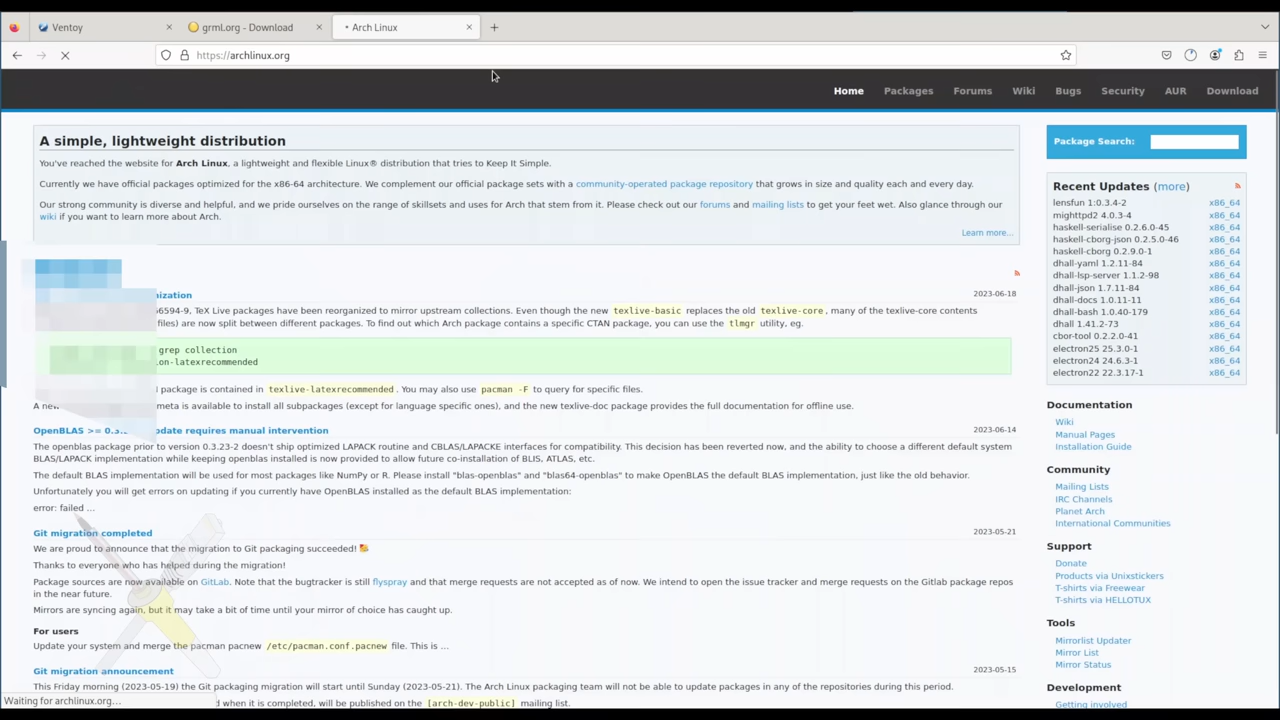 Ventoy
grml.org - Download
Arch Linux
https://archlinux.org
Home Packages Forums Wiki Bugs Security AUR Download
A simple, lightweight distribution
You've reached the website for Arch Linux, a lightweight and flexible Linux® distribution that tries to Keep It Simple.
Currently we have official packages optimized for the x86-64 architecture. We complement our official package sets with a community-operated package repository that grows in size and quality each and every day.
Our strong community is diverse and helpful, and we pride ourselves on the range of skillsets and uses for Arch that stem from it. Please check out our forums and mailing lists to get your feet wet. Also glance through our
wiki if you want to learn more about Arch.
Learn more...
nization 2023-06-18
6594-9, TeX Live packages have been reorganized to mirror upstream collections. Even though the new texlive-basic replaces the old texlive-core, many of the texlive-core contents
files) are now split between different packages. To find out which Arch package contains a specific CTAN package, you can use the tlmgr utility, eg.
grep collection
on-latexrecommended
package is contained in texlive-latexrecommended. You may also use pacman -F to query for specific files.
A new meta is available to install all subpackages (except for language specific ones), and the new texlive-doc package provides the full documentation for offline use.
OpenBLAS >= 0.3. update requires manual intervention 2023-06-14
The openblas package prior to version 0.3.23-2 doesn't ship optimized LAPACK routine and CBLAS/LAPACKE interfaces for compatibility. This decision has been reverted now, and the ability to choose a different default system
BLAS/LAPACK implementation while keeping openblas installed is now provided to allow future co-installation of BLIS, ATLAS, etc.
The default BLAS implementation will be used for most packages like NumPy or R. Please install "blas-openblas" and "blas64-openblas" to make OpenBLAS the default BLAS implementation, just like the old behavior.
Unfortunately you will get errors on updating if you currently have OpenBLAS installed as the default BLAS implementation:
error: failed ...
Git migration completed 2023-05-21
We are proud to announce that the migration to Git packaging succeeded! 🥳
Thanks to everyone who has helped during the migration!
Package sources are now available on GitLab. Note that the bugtracker is still flyspray and that merge requests are not accepted as of now. We intend to open the issue tracker and merge requests on the Gitlab package repos
in the near future.
Mirrors are syncing again, but it may take a bit of time until your mirror of choice has caught up.
For users
Update your system and merge the pacman pacnew /etc/pacman.conf.pacnew file. This is ...
Git migration announcement 2023-05-15
This Friday morning (2023-05-19) the Git packaging migration will start until Sunday (2023-05-21). The Arch Linux packaging team will not be able to update packages in any of the repositories during this period.
when it is completed, will be published on the [arch-dev-public] mailing list.
Waiting for archlinux.org...
Package Search:
Recent Updates (more)
lensfun 1:0.3.4-2 x86_64
mighttpd2 4.0.3-4 x86_64
haskell-serialise 0.2.6.0-45 x86_64
haskell-cborg-json 0.2.5.0-46 x86_64
haskell-cborg 0.2.9.0-1 x86_64
dhall-yaml 1.2.11-84 x86_64
dhall-lsp-server 1.1.2-98 x86_64
dhall-json 1.7.11-84 x86_64
dhall-docs 1.0.11-11 x86_64
dhall-bash 1.0.40-179 x86_64
dhall 1.41.2-73 x86_64
cbor-tool 0.2.2.0-41 x86_64
electron25 25.3.0-1 x86_64
electron24 24.6.3-1 x86_64
electron22 22.3.17-1 x86_64
Documentation
Wiki
Manual Pages
Installation Guide
Community
Mailing Lists
IRC Channels
Planet Arch
International Communities
Support
Donate
Products via Unixstickers
T-shirts via Freewear
T-shirts via HELLOTUX
Tools
Mirrorlist Updater
Mirror List
Mirror Status
Development
Getting involved